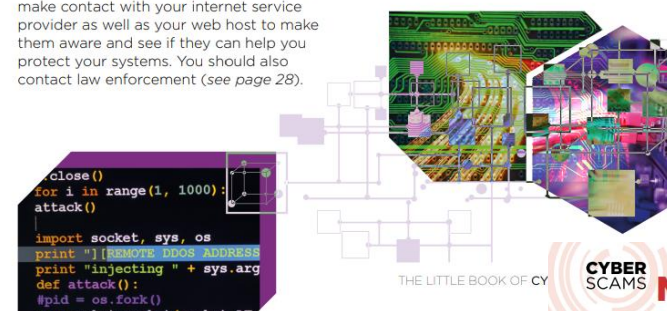 make contact with your internet service
provider as well as your web host to make
them aware and see if they can help you
protect your systems. You should also
contact law enforcement (see page 28).
.close()
for i in range(1, 1000):
attack()
import socket, sys, os
print "][REMOTE DDOS ADDRESS
print "injecting " + sys.arg
def attack():
#pid = os.fork()
THE LITTLE BOOK OF CY
CYBER
SCAMS